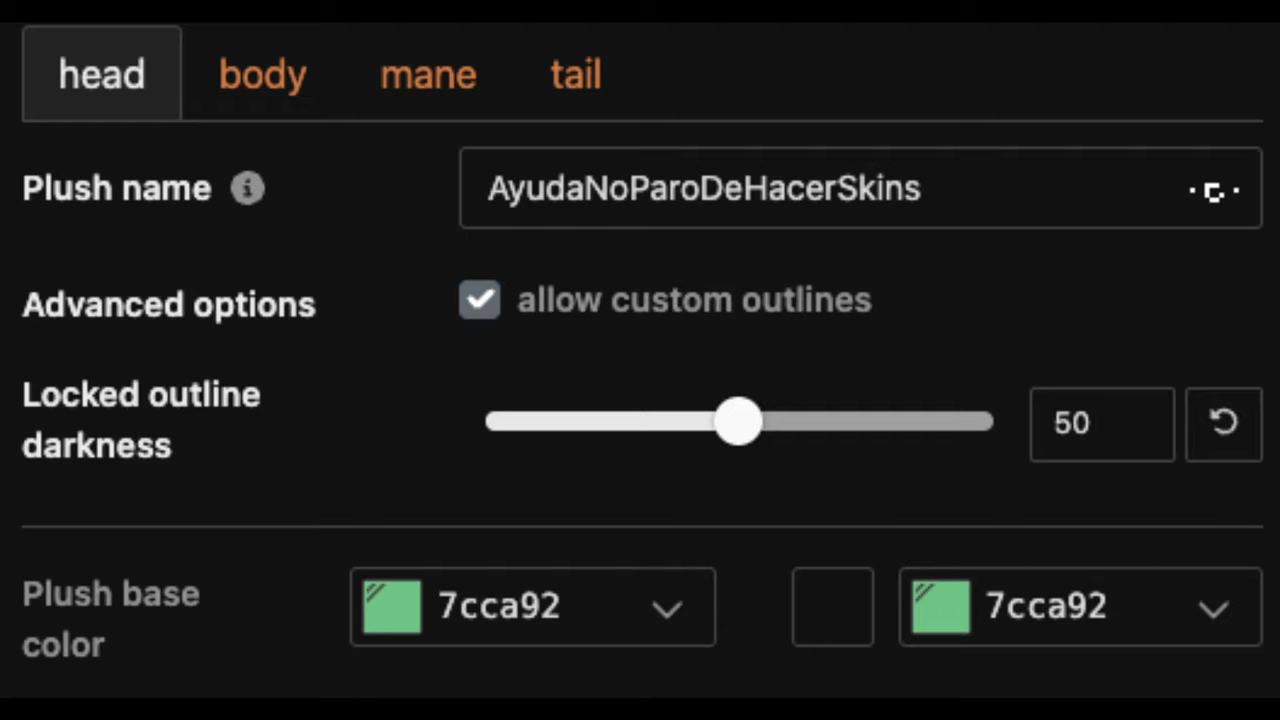 head body mane tail
Plush name AyudaNoParoDeHacerSkins
Advanced options allow custom outlines
Locked outline
darkness
50
Plush base
color
7cca92 7cca92